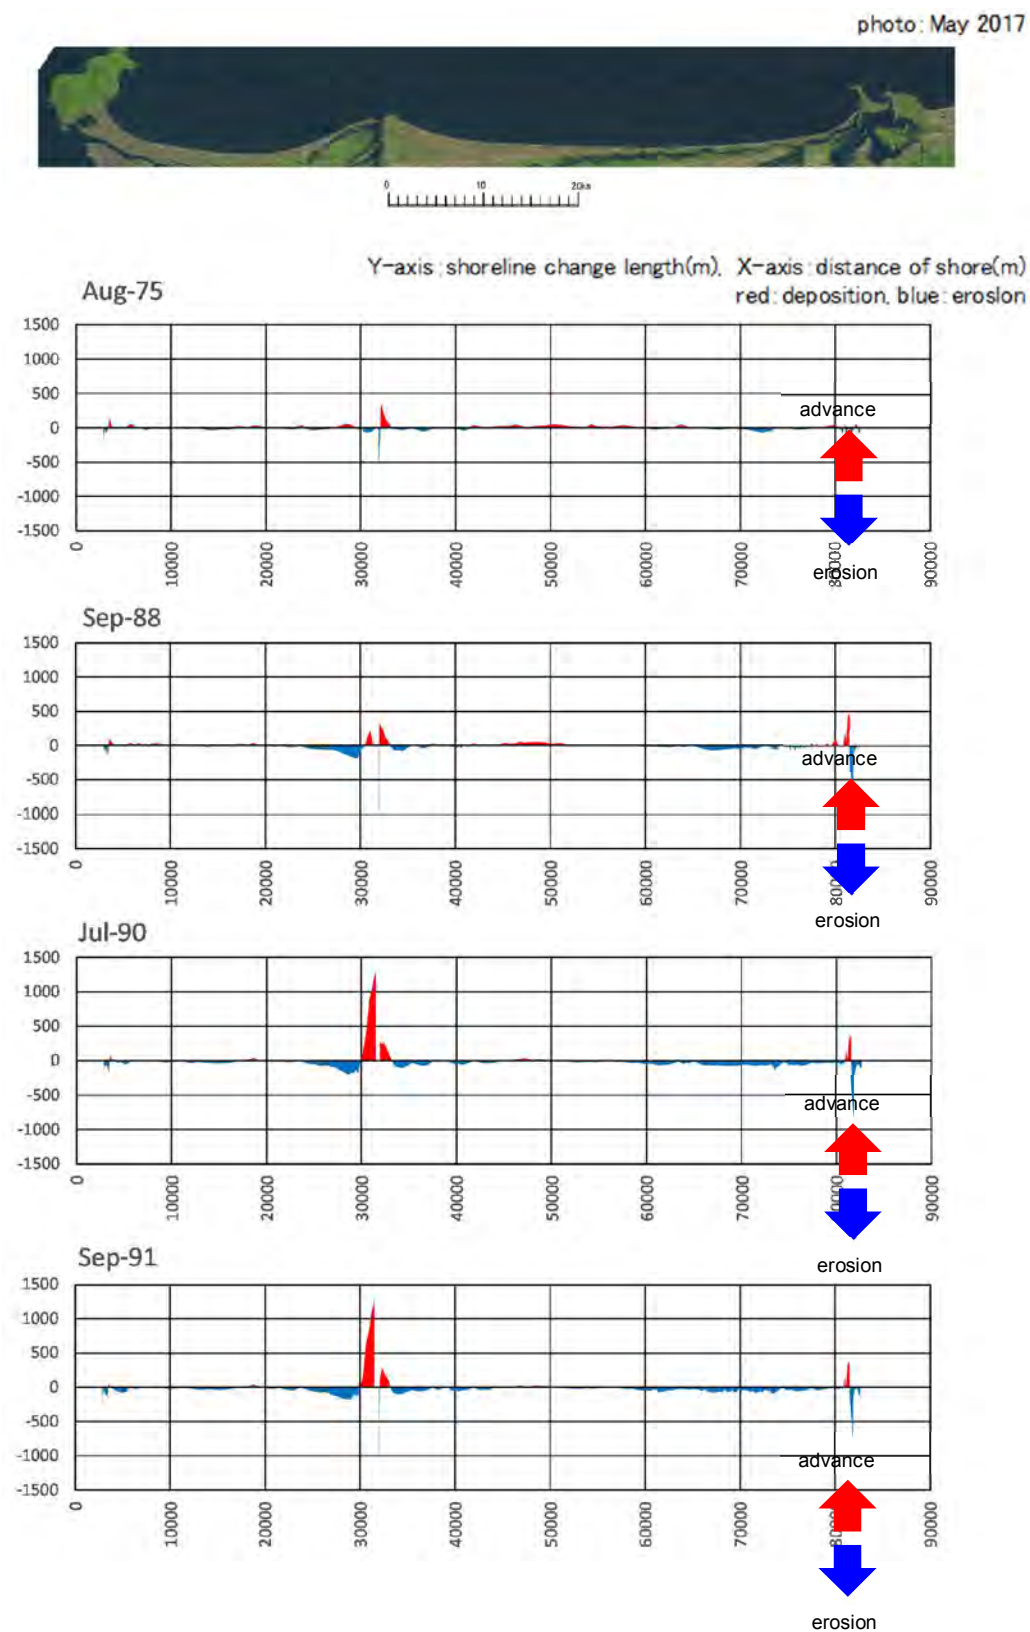 photo: May 2017
0 10 20km
Y-axis: shoreline change length(m), X-axis: distance of shore(m)
red: deposition, blue: erosion
Aug-75
1500
1000
500
0
-500
-1000
-1500
advance
erosion
0 10000 20000 30000 40000 50000 60000 70000 80000 90000
Sep-88
1500
1000
500
0
-500
-1000
-1500
advance
erosion
0 10000 20000 30000 40000 50000 60000 70000 80000 90000
Jul-90
1500
1000
500
0
-500
-1000
-1500
advance
erosion
0 10000 20000 30000 40000 50000 60000 70000 80000 90000
Sep-91
1500
1000
500
0
-500
-1000
-1500
advance
erosion
0 10000 20000 30000 40000 50000 60000 70000 80000 90000